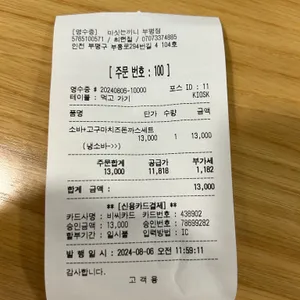 [영수증] 미식반끼니 부평점
5785100571 / 최현철 / 07073374895
인천 부평구 부흥로294번길 4 104호
[ 주문 번호 : 100 ]
영수증 # 20240806-10000 포스 ID : 11
테이블 : 먹고 가기 KIOSK
품명 단가 수량 금액
소바+고구마치즈돈까스세트
13,000 1 13,000
(냉소바->>>)
주문합계 공급가 부가세
13,000 11,818 1,182
합계 금액 : 13,000
** [신용카드결제] **
카드사명 : 비씨카드 카드번호 : 438902
승인금액 : 13,000 승인번호 : 78699282
할부기간 : 일시불 입력방법 : IC
발 행 일 시 : 2024-08-06 오전 11:59:11
감사합니다.
고 객 용